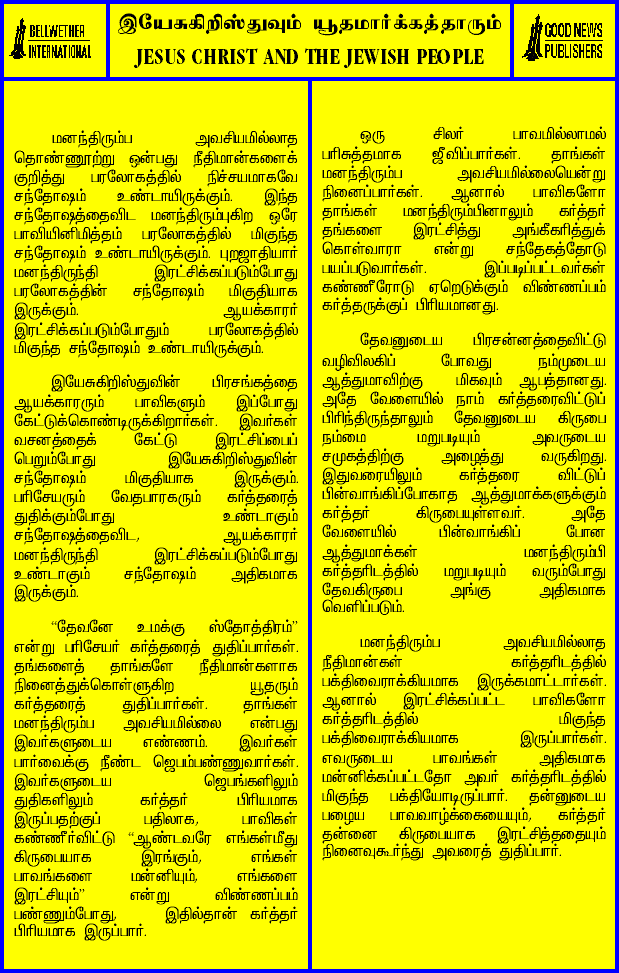 BELLWETHER
INTERNATIONAL
இயேசுகிறிஸ்துவும் யூதமார்க்கத்தாரும்
JESUS CHRIST AND THE JEWISH PEOPLE
GOOD NEWS
PUBLISHERS
மனந்திரும்ப அவசியமில்லாத
தொண்ணூற்று ஒன்பது நீதிமான்களைக்
குறித்து பரலோகத்தில் நிச்சயமாகவே
சந்தோஷம் உண்டாயிருக்கும். இந்த
சந்தோஷத்தைவிட மனந்திரும்புகிற ஒரே
பாவியினிமித்தம் பரலோகத்தில் மிகுந்த
சந்தோஷம் உண்டாயிருக்கும். புறஜாதியார்
மனந்திருந்தி இரட்சிக்கப்படும்போது
பரலோகத்தின் சந்தோஷம் மிகுதியாக
இருக்கும். ஆயக்காரர்
இரட்சிக்கப்படும்போதும் பரலோகத்தில்
மிகுந்த சந்தோஷம் உண்டாயிருக்கும்.
இயேசுகிறிஸ்துவின் பிரசங்கத்தை
ஆயக்காரரும் பாவிகளும் இப்போது
கேட்டுக்கொண்டிருக்கிறார்கள். இவர்கள்
வசனத்தைக் கேட்டு இரட்சிப்பைப்
பெறும்போது இயேசுகிறிஸ்துவின்
சந்தோஷம் மிகுதியாக இருக்கும்.
பரிசேயரும் வேதபாரகரும் கர்த்தரைத்
துதிக்கும்போது உண்டாகும்
சந்தோஷத்தைவிட, ஆயக்காரர்
மனந்திருந்தி இரட்சிக்கப்படும்போது
உண்டாகும் சந்தோஷம் அதிகமாக
இருக்கும்.
“தேவனே உமக்கு ஸ்தோத்திரம்”
என்று பரிசேயர் கர்த்தரைத் துதிப்பார்கள்.
தங்களைத் தாங்களே நீதிமான்களாக
நினைத்துக்கொள்ளுகிற யூதரும்
கர்த்தரைத் துதிப்பார்கள். தாங்கள்
மனந்திரும்ப அவசியமில்லை என்பது
இவர்களுடைய எண்ணம். இவர்கள்
பார்வைக்கு நீண்ட ஜெபம்பண்ணுவார்கள்.
இவர்களுடைய ஜெபங்களிலும்
துதிகளிலும் கர்த்தர் பிரியமாக
இருப்பதற்குப் பதிலாக, பாவிகள்
கண்ணீர்விட்டு “ஆண்டவரே எங்கள்மீது
கிருபையாக இரங்கும், எங்கள்
பாவங்களை மன்னியும், எங்களை
இரட்சியும்” என்று விண்ணப்பம்
பண்ணும்போது, இதில்தான் கர்த்தர்
பிரியமாக இருப்பார்.
ஒரு சிலர் பாவமில்லாமல்
பரிசுத்தமாக ஜீவிப்பார்கள். தாங்கள்
மனந்திரும்ப அவசியமில்லையென்று
நினைப்பார்கள். ஆனால் பாவிகளோ
தாங்கள் மனந்திரும்பினாலும் கர்த்தர்
தங்களை இரட்சித்து அங்கீகரித்துக்
கொள்வாரா என்று சந்தேகத்தோடு
பயப்படுவார்கள். இப்படிப்பட்டவர்கள்
கண்ணீரோடு ஏறெடுக்கும் விண்ணப்பம்
கர்த்தருக்குப் பிரியமானது.
தேவனுடைய பிரசன்னத்தைவிட்டு
வழிவிலகிப் போவது நம்முடைய
ஆத்துமாவிற்கு மிகவும் ஆபத்தானது.
அதே வேளையில் நாம் கர்த்தரைவிட்டுப்
பிரிந்திருந்தாலும் தேவனுடைய கிருபை
நம்மை மறுபடியும் அவருடைய
சமுகத்திற்கு அழைத்து வருகிறது.
இதுவரையிலும் கர்த்தரை விட்டுப்
பின்வாங்கிப்போகாத ஆத்துமாக்களுக்கும்
கர்த்தர் கிருபையுள்ளவர். அதே
வேளையில் பின்வாங்கிப் போன
ஆத்துமாக்கள் மனந்திரும்பி
கர்த்தரிடத்தில் மறுபடியும் வரும்போது
தேவகிருபை அங்கு அதிகமாக
வெளிப்படும்.
மனந்திரும்ப அவசியமில்லாத
நீதிமான்கள் கர்த்தரிடத்தில்
பக்திவைராக்கியமாக இருக்கமாட்டார்கள்.
ஆனால் இரட்சிக்கப்பட்ட பாவிகளோ
கர்த்தரிடத்தில் மிகுந்த
பக்திவைராக்கியமாக இருப்பார்கள்.
எவருடைய பாவங்கள் அதிகமாக
மன்னிக்கப்பட்டதோ அவர் கர்த்தரிடத்தில்
மிகுந்த பக்தியோடிருப்பார். தன்னுடைய
பழைய பாவவாழ்க்கையையும், கர்த்தர்
தன்னை கிருபையாக இரட்சித்ததையும்
நினைவுகூர்ந்து அவரைத் துதிப்பார்.